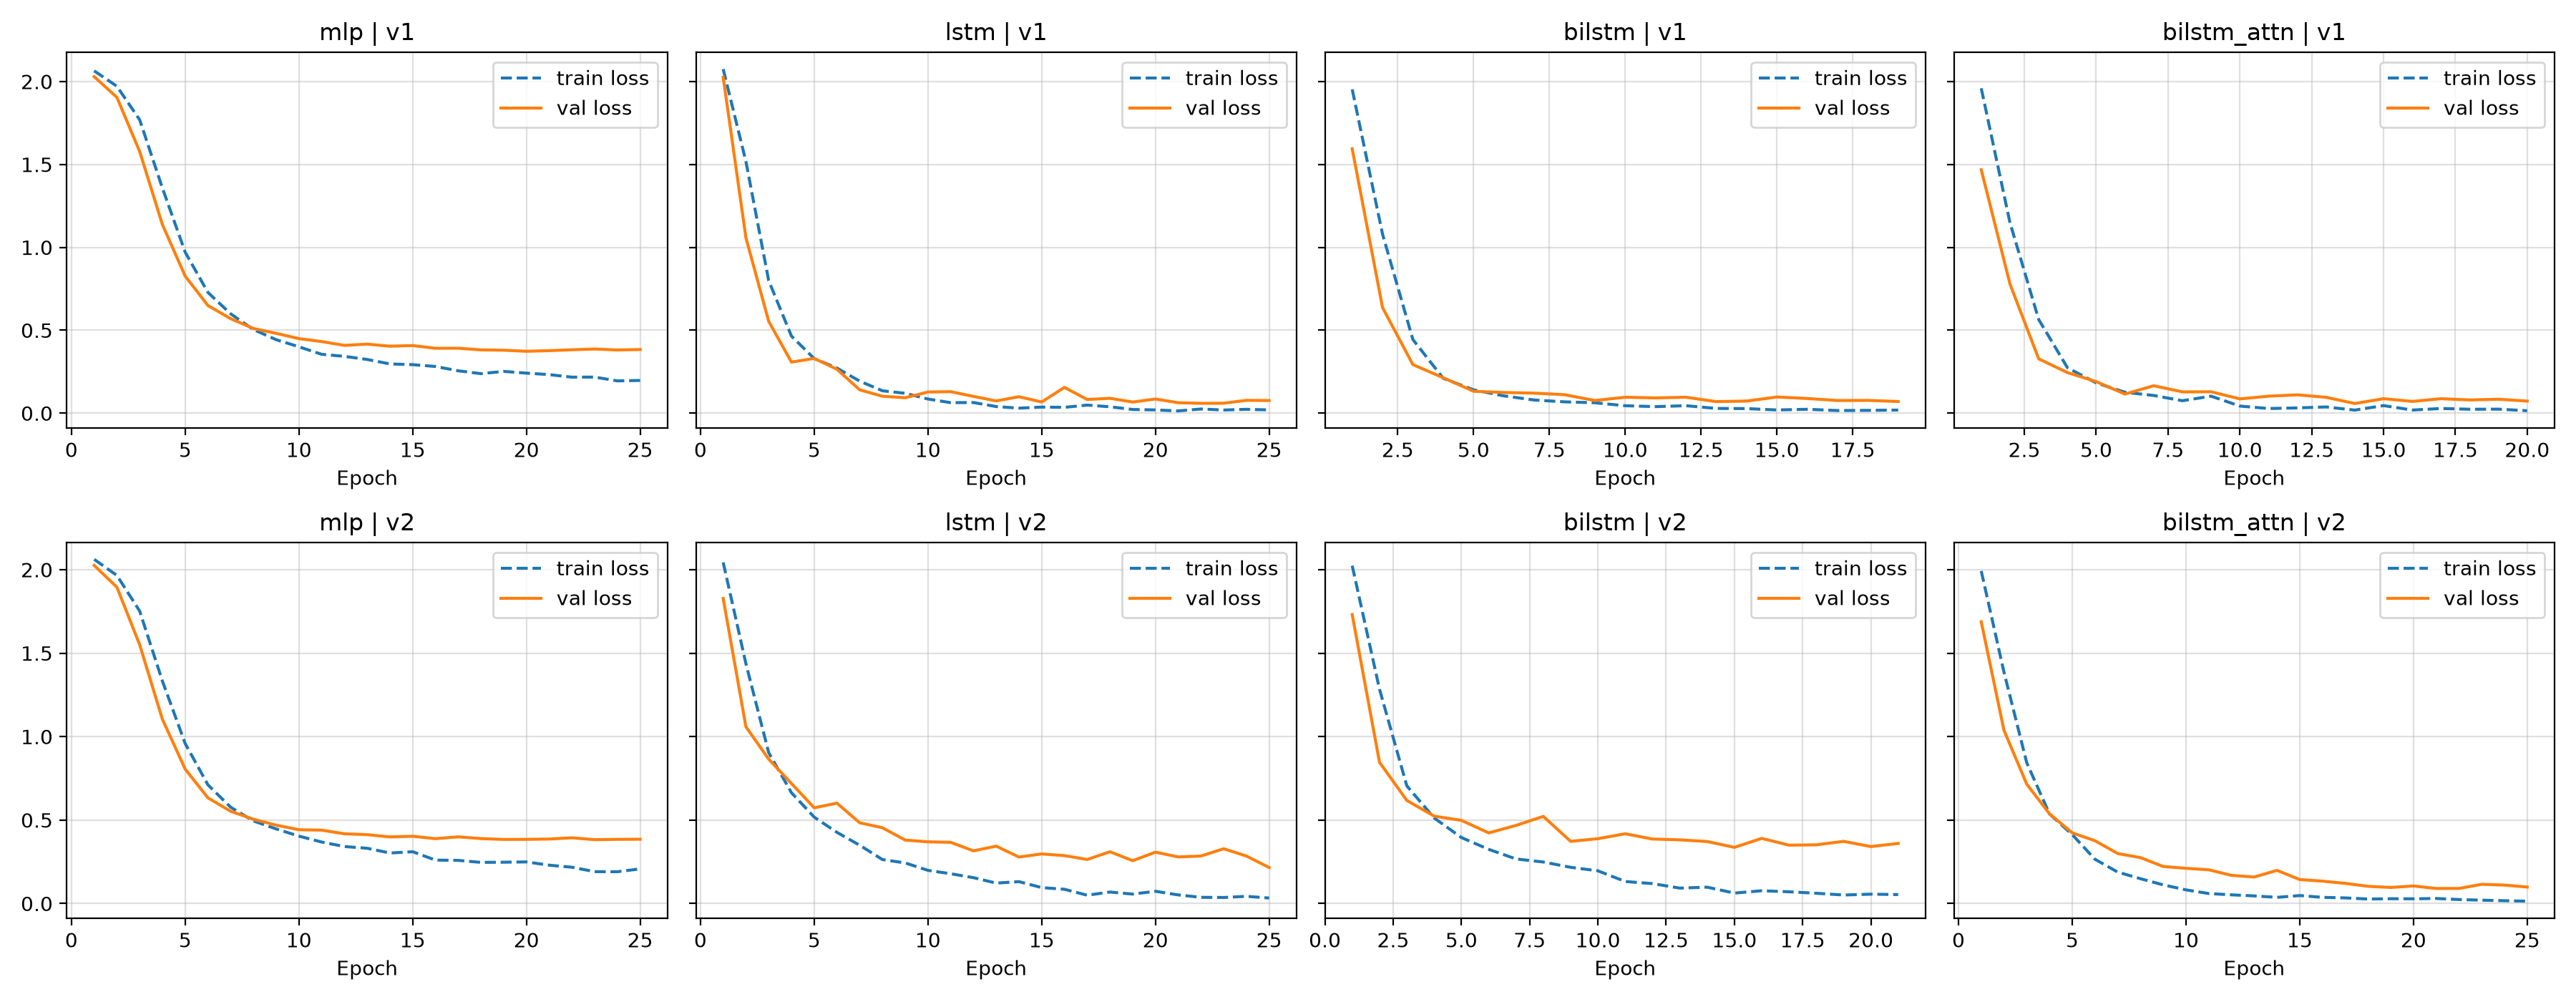 mlp | v1
lstm | v1
bilstm | v1
bilstm_attn | v1
train loss
val loss
train loss
val loss
train loss
val loss
train loss
val loss
2.0
1.5
1.0
0.5
0.0
0 5 10 15 20 25
0 5 10 15 20 25
2.5 5.0 7.5 10.0 12.5 15.0 17.5
2.5 5.0 7.5 10.0 12.5 15.0 17.5 20.0
Epoch
Epoch
Epoch
Epoch
mlp | v2
lstm | v2
bilstm | v2
bilstm_attn | v2
train loss
val loss
train loss
val loss
train loss
val loss
train loss
val loss
2.0
1.5
1.0
0.5
0.0
0 5 10 15 20 25
0 5 10 15 20 25
0.0 2.5 5.0 7.5 10.0 12.5 15.0 17.5 20.0
0 5 10 15 20 25
Epoch
Epoch
Epoch
Epoch